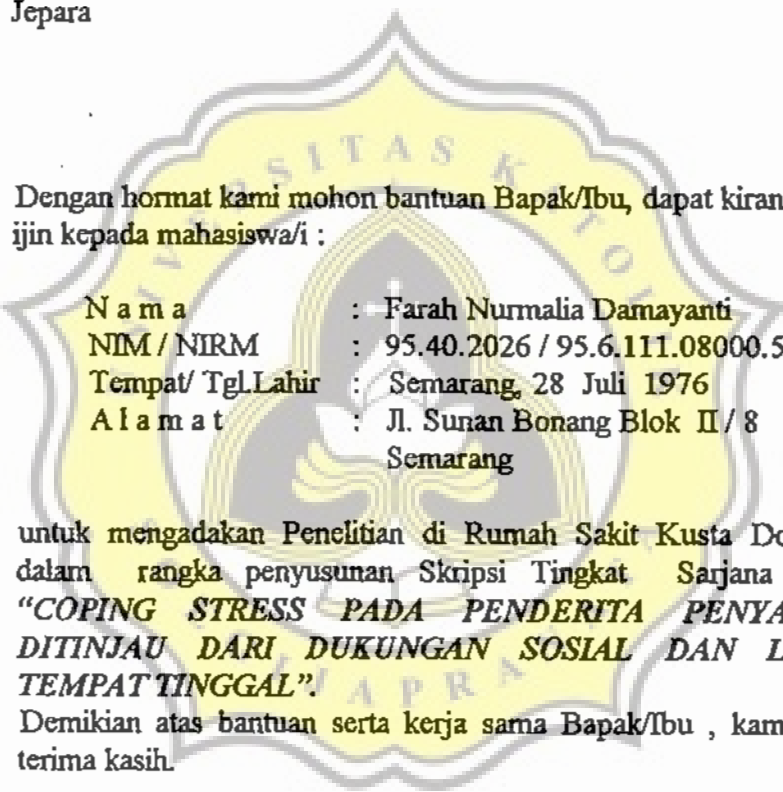 Jepara
Dengan hormat kami mohon bantuan Bapak/Ibu, dapat kiran
ijin kepada mahasiswa/i :
N a m a : Farah Nurmalia Damayanti
NIM / NIRM : 95.40.2026 / 95.6.111.08000.5
Tempat/ Tgl.Lahir : Semarang, 28 Juli 1976
A l a m a t : Jl. Sunan Bonang Blok II / 8
Semarang
untuk mengadakan Penelitian di Rumah Sakit Kusta Do
dalam rangka penyusunan Skripsi Tingkat Sarjana
"COPING STRESS PADA PENDERITA PENYA
DITINJAU DARI DUKUNGAN SOSIAL DAN L
TEMPAT TINGGAL".
Demikian atas bantuan serta kerja sama Bapak/Ibu , kam
terima kasih.